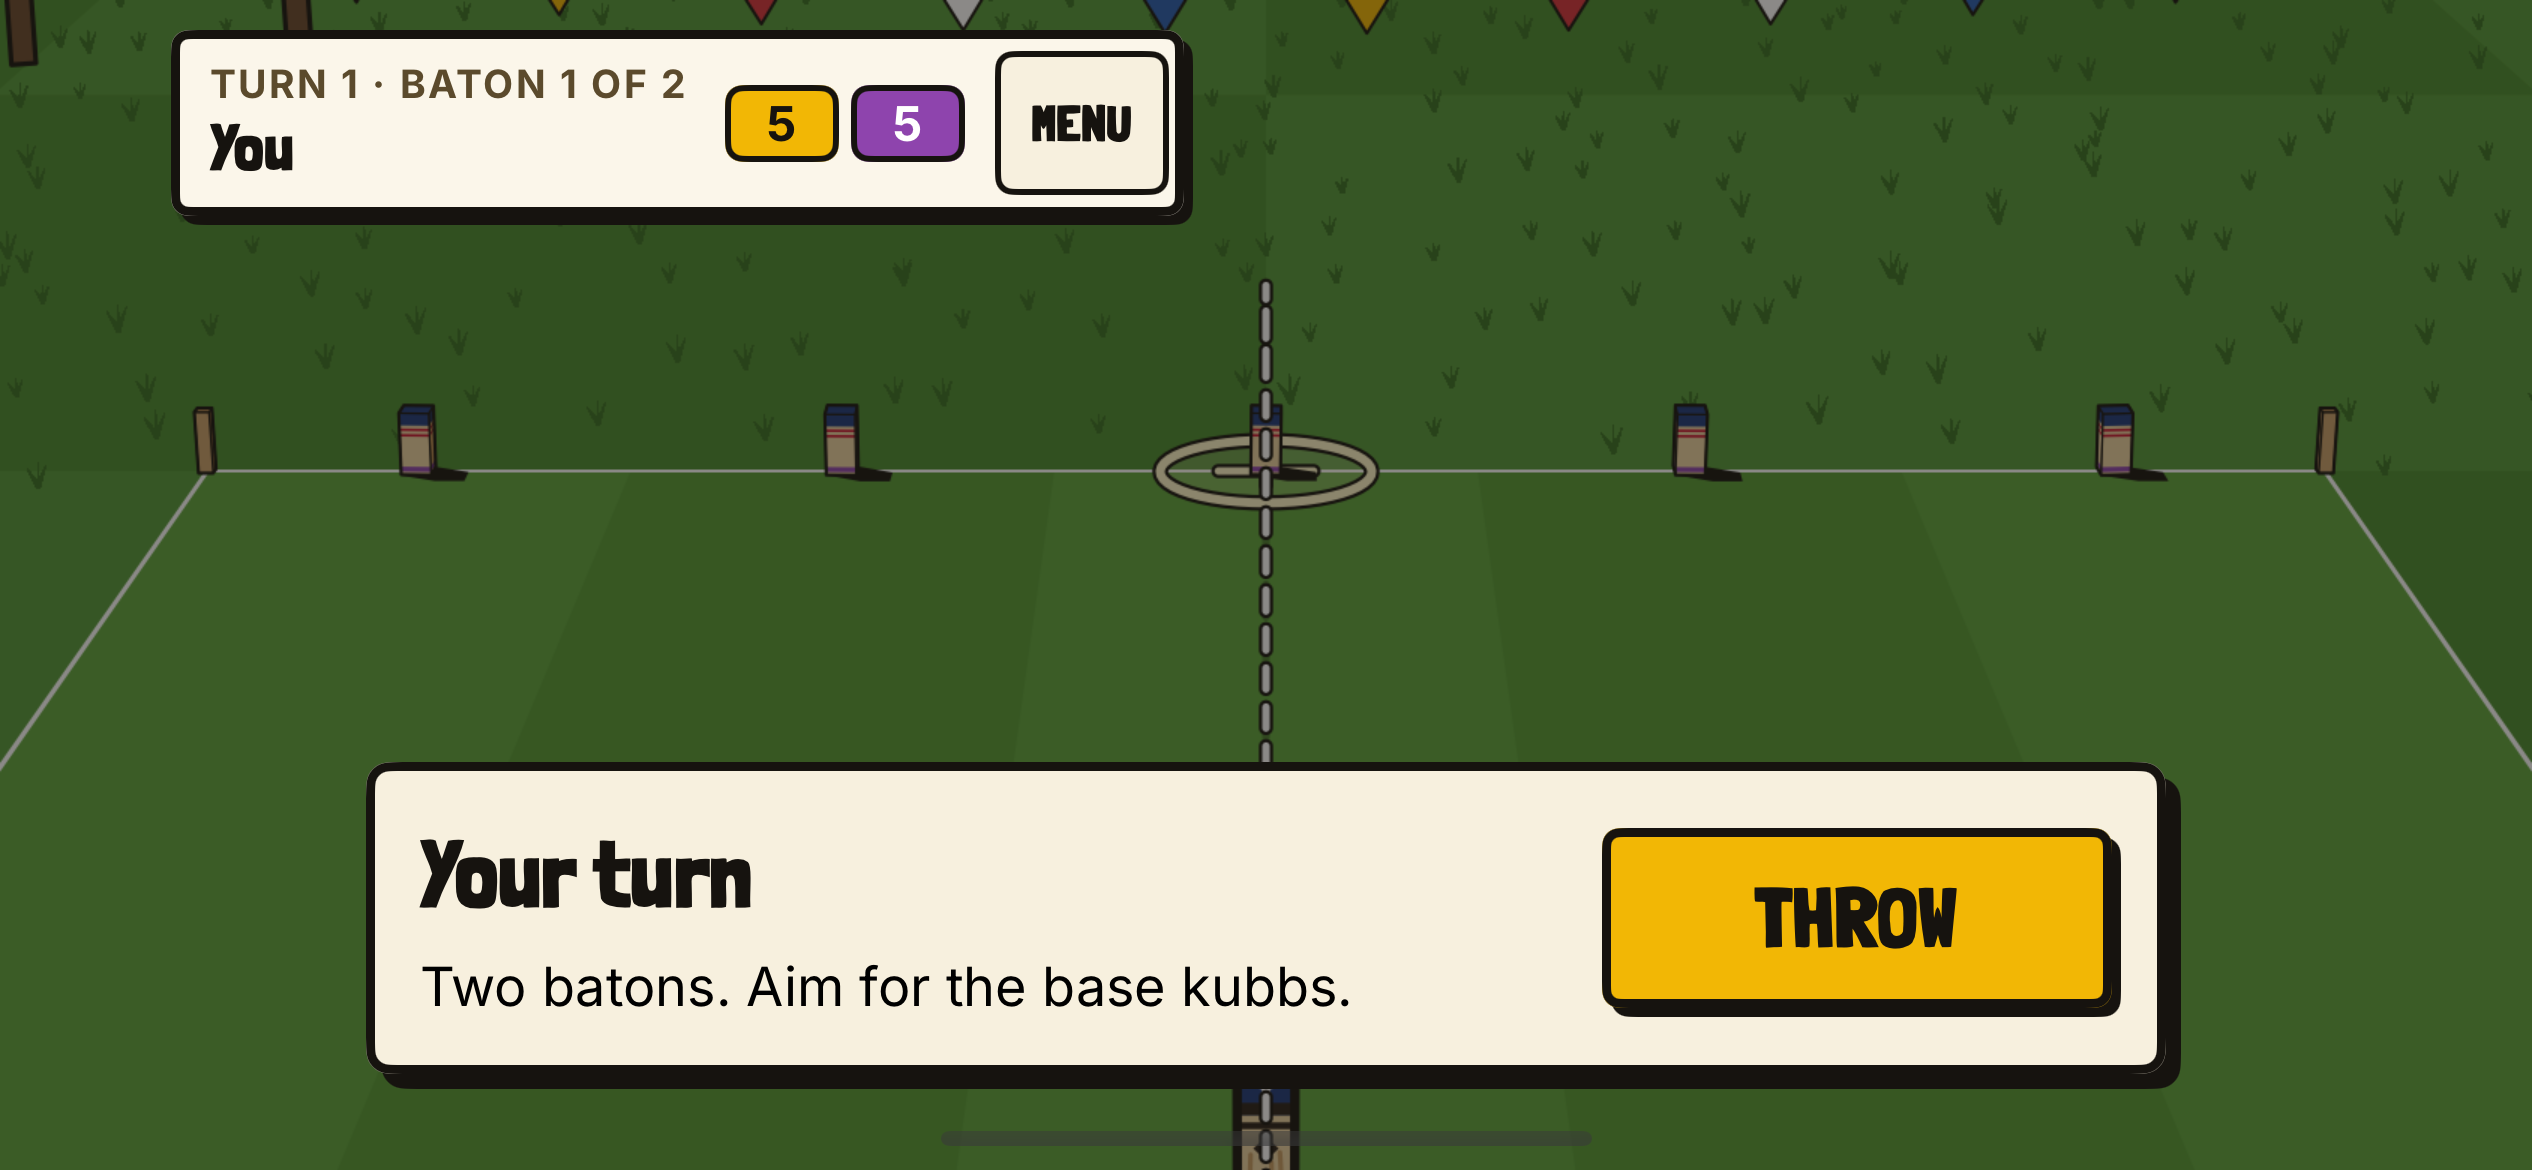 TURN 1 · BATON 1 OF 2
You
5
5
MENU
Your turn
Two batons. Aim for the base kubbs.
THROW